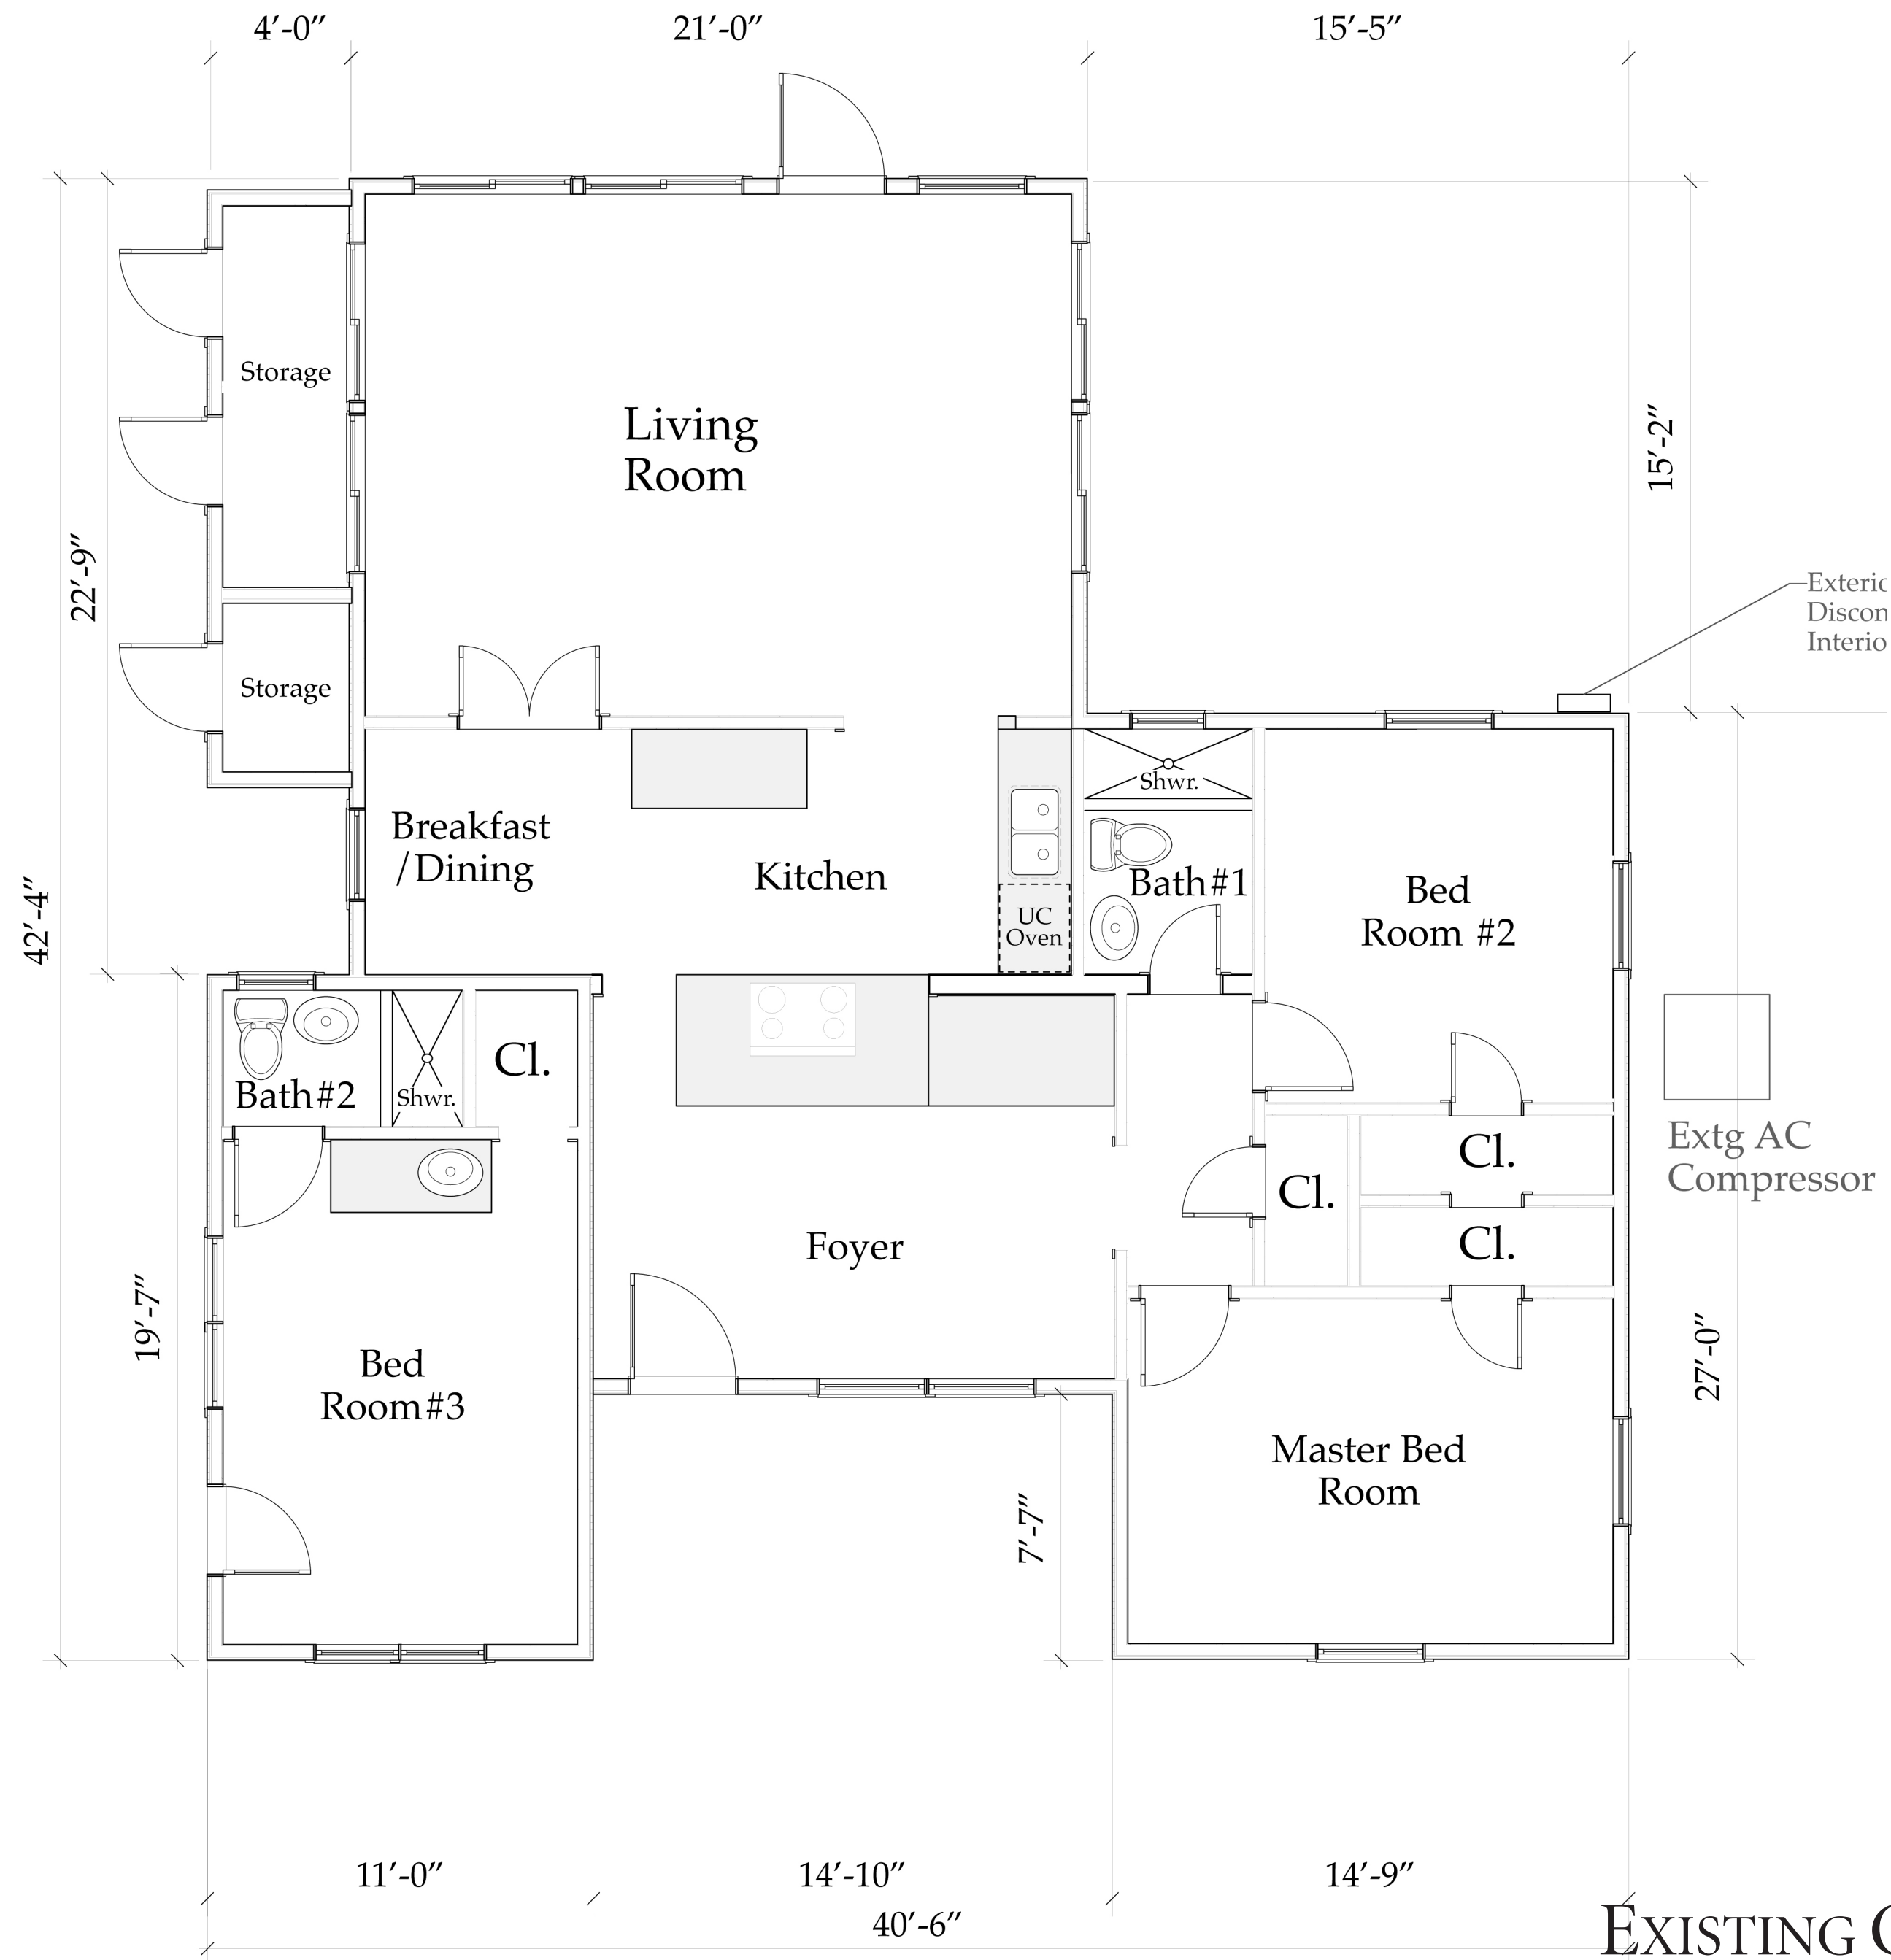 4′-0″
21′-0″
15′-5″
Storage
Living
Room
15′-2″
22′-9″
Interio
Storage
Shwr.
Breakfast
/Dining
Kitchen
Bath#1
Bed
Room #2
UC
Oven
42′-4″
Cl.
Bath#2
Shwr.
Extg AC
Compressor
Cl.
Cl.
Cl.
Foyer
19′-7″
27′-0″
Bed
Room#3
Master Bed
Room
7′-7″
11′-0″
14′-10″
14′-9″
40′-6″
EXISTING